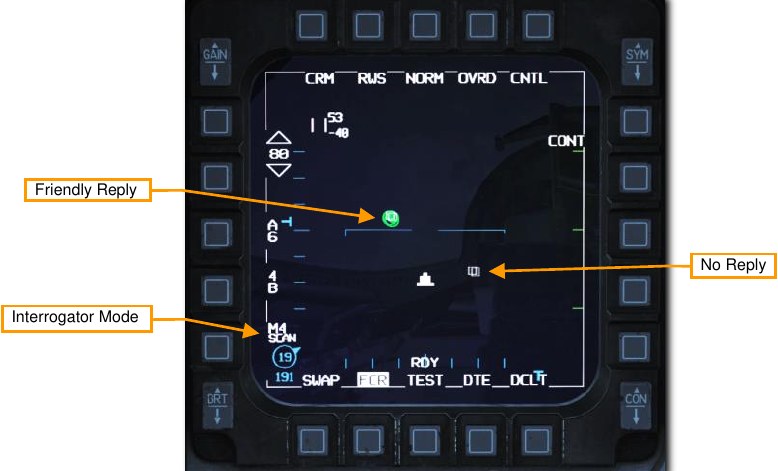 GAIN
SYM
CRM RWS NORM OVRD CNTL
53
-40
CONT
80
Friendly Reply
A
6
No Reply
4
B
Interrogator Mode
M4
SCAN
19
191
RDY
SWAP FCR TEST DTE DCLT
BRT
CON